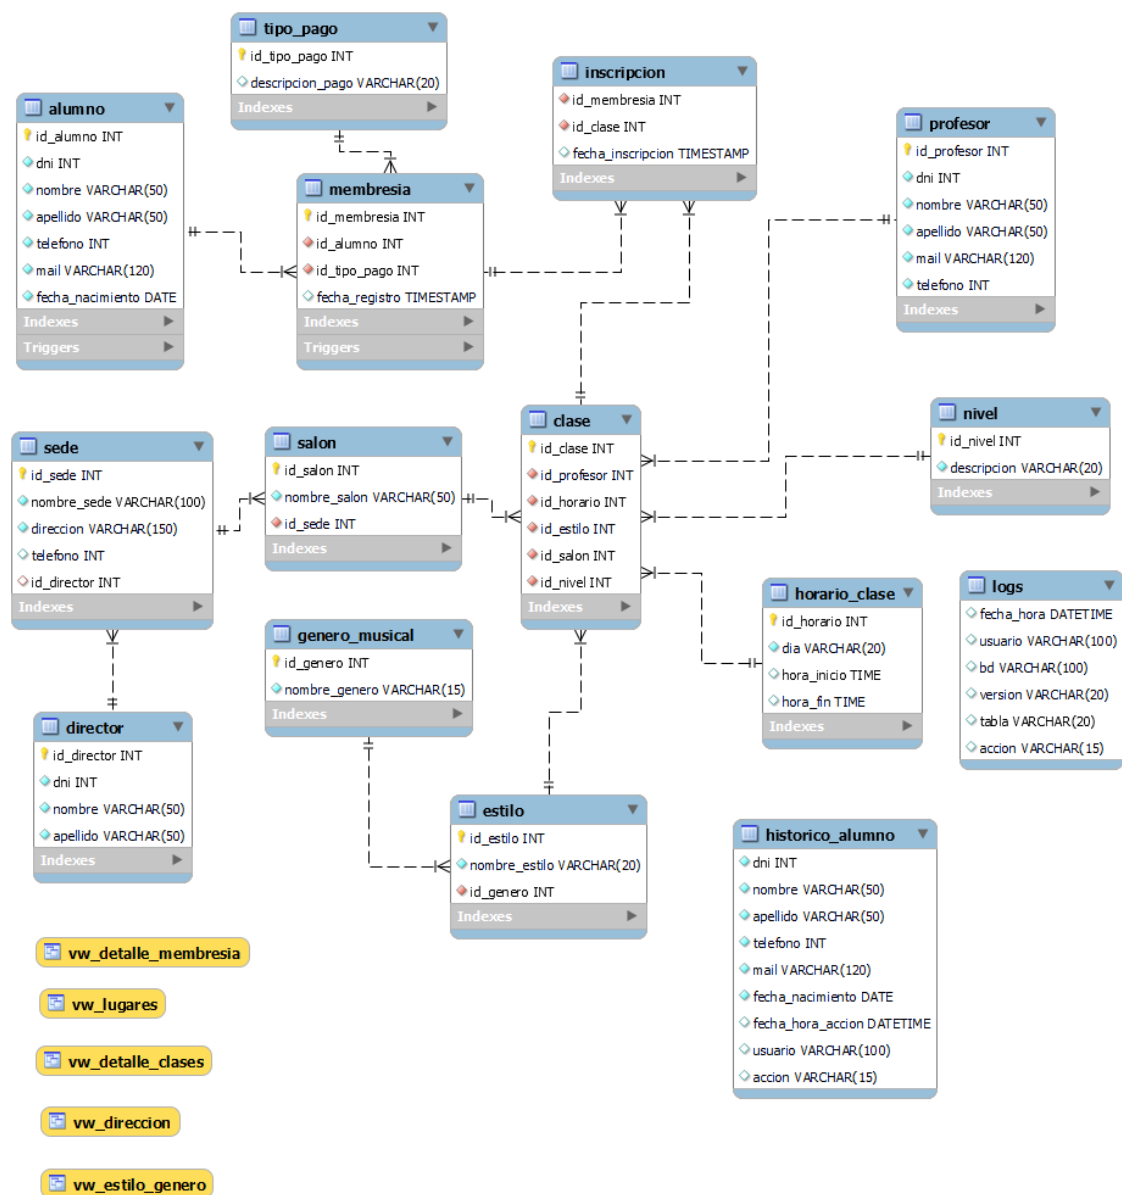 tipo_pago
id_tipo_pago INT
descripcion_pago VARCHAR(20)
Indexes
inscripcion
id_membresia INT
id_clase INT
fecha_inscripcion TIMESTAMP
Indexes
alumno
id_alumno INT
dni INT
nombre VARCHAR(50)
apellido VARCHAR(50)
telefono INT
mail VARCHAR(120)
fecha_nacimiento DATE
Indexes
Triggers
profesor
id_profesor INT
dni INT
nombre VARCHAR(50)
apellido VARCHAR(50)
mail VARCHAR(120)
telefono INT
Indexes
membresia
id_membresia INT
id_alumno INT
id_tipo_pago INT
fecha_registro TIMESTAMP
Indexes
Triggers
sede
id_sede INT
nombre_sede VARCHAR(100)
direccion VARCHAR(150)
telefono INT
id_director INT
Indexes
salon
id_salon INT
nombre_salon VARCHAR(50)
id_sede INT
Indexes
clase
id_clase INT
id_profesor INT
id_horario INT
id_estilo INT
id_salon INT
id_nivel INT
Indexes
nivel
id_nivel INT
descripcion VARCHAR(20)
Indexes
horario_clase
id_horario INT
dia VARCHAR(20)
hora_inicio TIME
hora_fin TIME
Indexes
logs
fecha_hora DATETIME
usuario VARCHAR(100)
bd VARCHAR(100)
version VARCHAR(20)
tabla VARCHAR(20)
accion VARCHAR(15)
genero_musical
id_genero INT
nombre_genero VARCHAR(15)
Indexes
director
id_director INT
dni INT
nombre VARCHAR(50)
apellido VARCHAR(50)
Indexes
estilo
id_estilo INT
nombre_estilo VARCHAR(20)
id_genero INT
Indexes
historico_alumno
dni INT
nombre VARCHAR(50)
apellido VARCHAR(50)
telefono INT
mail VARCHAR(120)
fecha_nacimiento DATE
fecha_hora_accion DATETIME
usuario VARCHAR(100)
accion VARCHAR(15)
vw_detalle_membresia
vw_lugares
vw_detalle_clases
vw_direccion
vw_estilo_genero